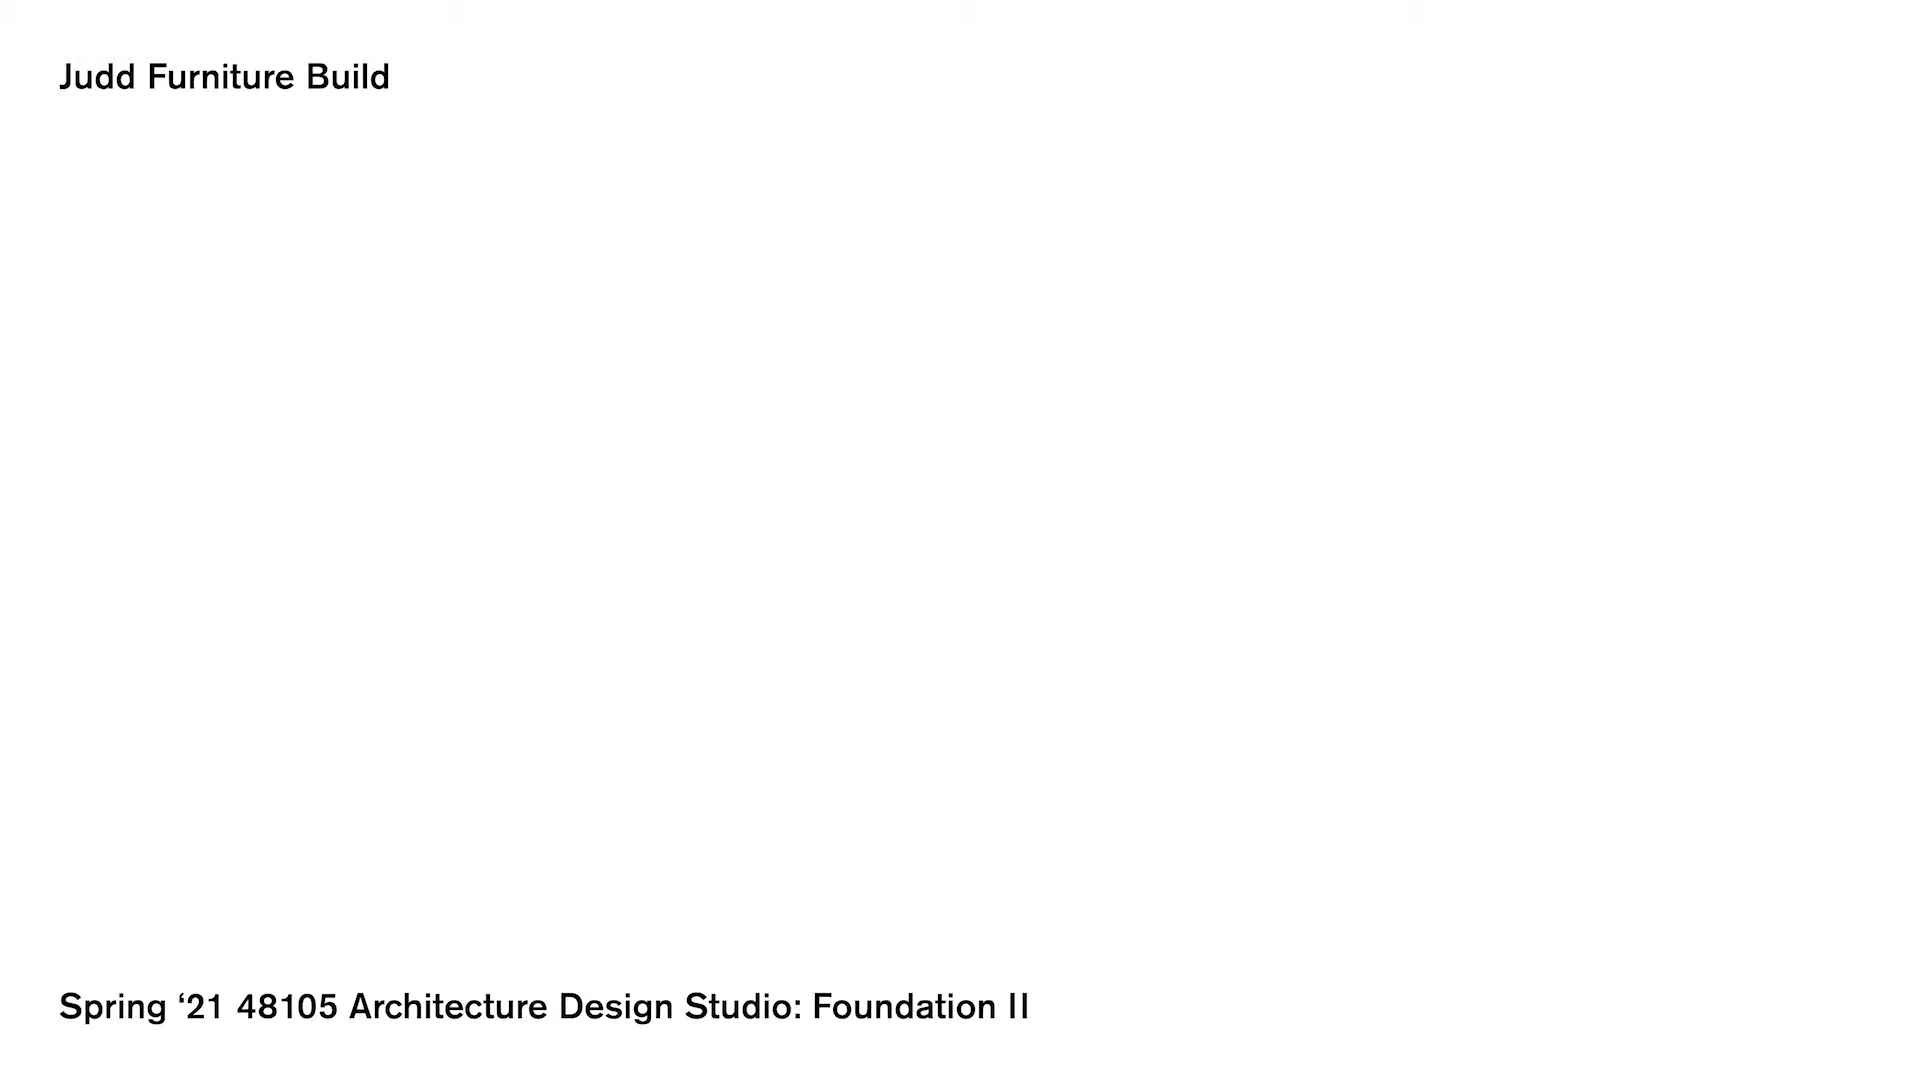 Judd Furniture Build
Spring ‘21 48105 Architecture Design Studio: Foundation II